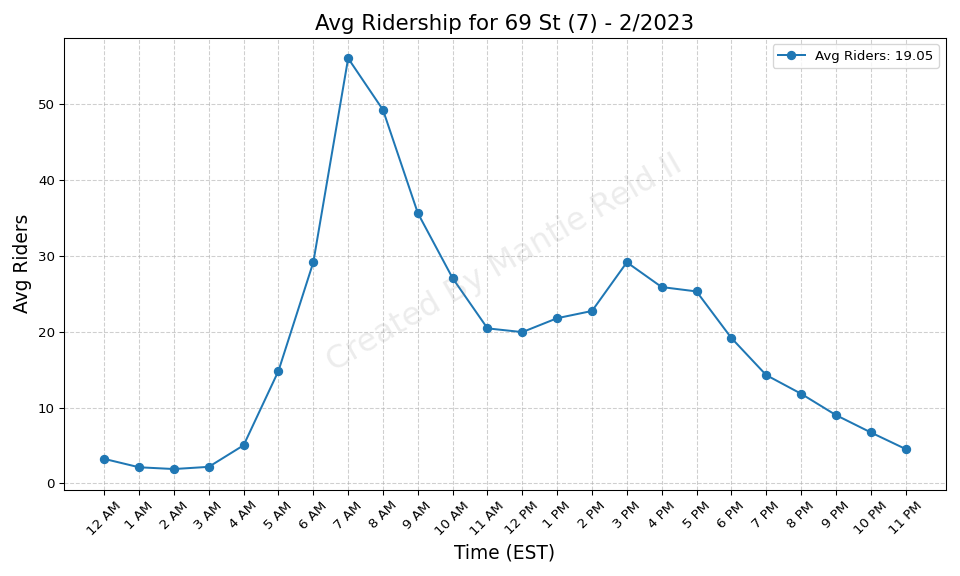 Avg Ridership for 69 St (7) - 2/2023
Avg Riders: 19.05
Avg Riders
50
40
30
20
10
0
Created By Mantie Reid II
12 AM
1 AM
2 AM
3 AM
4 AM
5 AM
6 AM
7 AM
8 AM
9 AM
10 AM
11 AM
12 PM
1 PM
2 PM
3 PM
4 PM
5 PM
6 PM
7 PM
8 PM
9 PM
10 PM
11 PM
Time (EST)